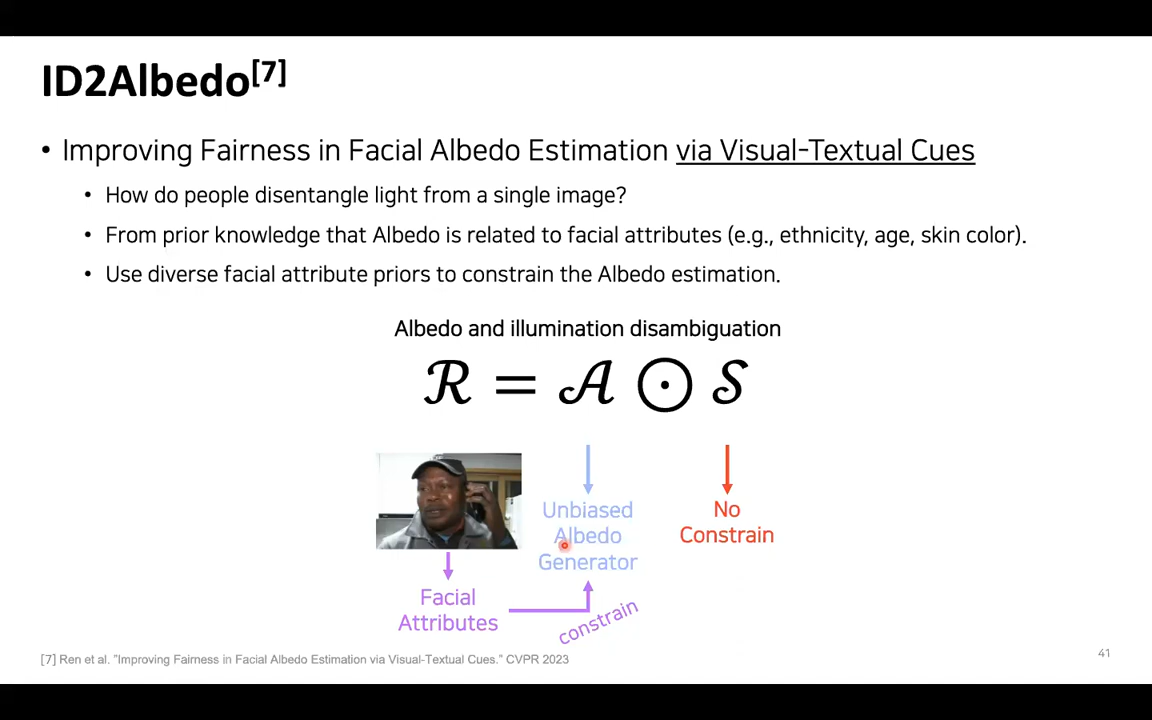 ID2Albedo[7]
• Improving Fairness in Facial Albedo Estimation via Visual-Textual Cues
• How do people disentangle light from a single image?
• From prior knowledge that Albedo is related to facial attributes (e.g., ethnicity, age, skin color).
• Use diverse facial attribute priors to constrain the Albedo estimation.
Albedo and illumination disambiguation
ℛ = 𝒜 ⊙ 𝒮
Unbiased
Albedo
Generator
No
Constrain
Facial
Attributes
constrain
[7] Ren et al. "Improving Fairness in Facial Albedo Estimation via Visual-Textual Cues." CVPR 2023
41